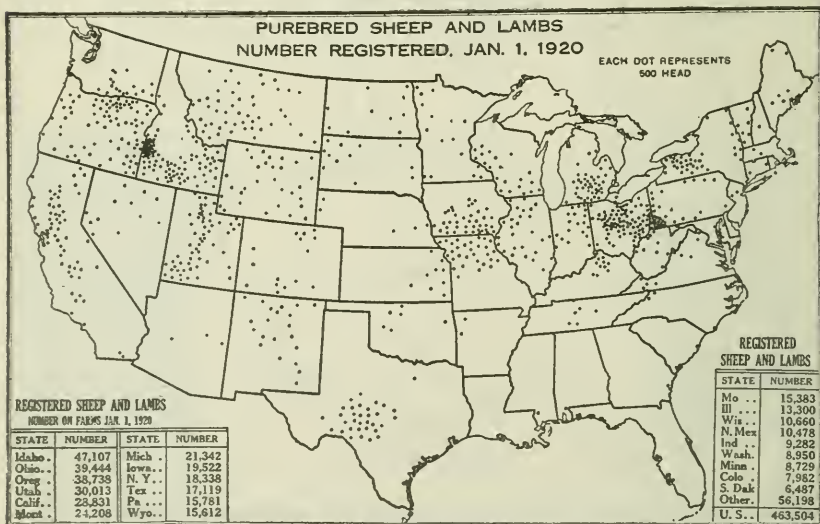 PUREBRED SHEEP AND LAMBS
NUMBER REGISTERED, JAN. 1, 1920
EACH DOT REPRESENTS
500 HEAD
REGISTERED SHEEP AND LAMBS
NUMBER ON FARMS JAN. 1, 1920
STATE NUMBER STATE NUMBER
Idaho . 47,107 Mich . 21,342
Ohio . . 39,444 Iowa . . 19,522
Oreg . 38,738 N. Y . . 18,338
Utah . 30,013 Tex . . . 17,119
Calif . . 28,831 Pa . . . 15,781
Mont . 24,208 Wyo . . 15,612
REGISTERED
SHEEP AND LAMBS
STATE NUMBER
Mo . . 15,383
Ill . . . 13,300
Wis . . 10,660
N. Mex 10,478
Ind . . 9,282
Wash. 8,950
Minn . 8,729
Colo . 7,982
S. Dak 6,487
Other. 56,198
U. S. . 463,504